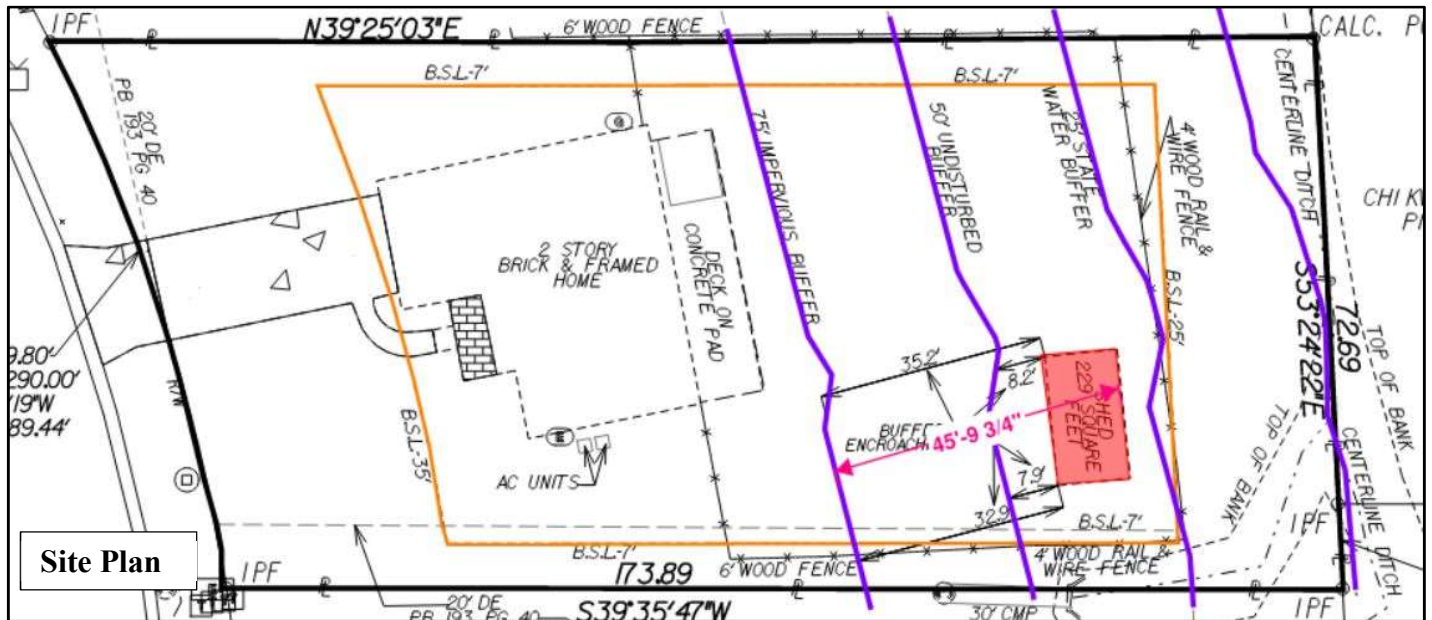 IPF
N39°25'03"E
6' WOOD FENCE
CALC.
B.S.L.-7'
B.S.L.-7'
20' DE
PB 193 PG 40
75' IMPERVIOUS BUFFER
50' UNDISTURBED
BUFFER
25' STATE
WATER BUFFER
4' WOOD RAIL &
WIRE FENCE
CENTERLINE DITCH
2 STORY
BRICK & FRAMED
HOME
DECK ON
CONCRETE PAD
B.S.L.-25'
S53°24'22"E
72.69
TOP OF BANK
9.80'
290.00'
'19"W
89.44'
R/W
35.2'
8.2'
SHED
229 SQUARE
FEET
45'-9 3/4"
7.9'
32.9'
B.S.L.-35'
AC UNITS
TOP OF BANK
CENTERLINE DITCH
IPF
B.S.L.-7'
B.S.L.-7'
Site Plan
IPF
173.89
6' WOOD FENCE
4' WOOD RAIL &
WIRE FENCE
20' DE
PB 193 PG 40
S39°35'47"W
30' CMP
IPF